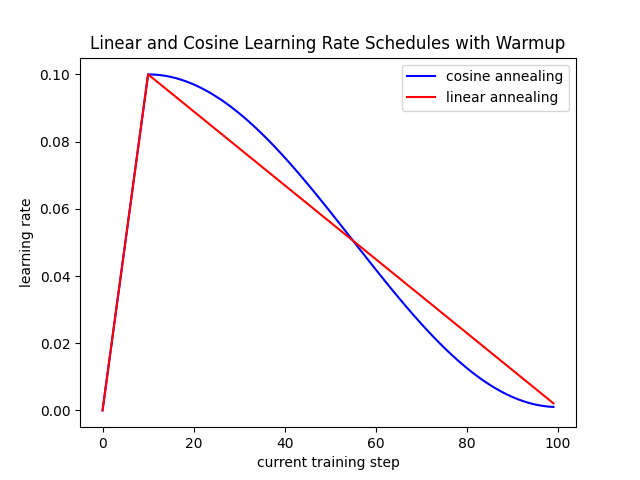 Linear and Cosine Learning Rate Schedules with Warmup
cosine annealing
linear annealing
0.10
0.08
0.06
0.04
0.02
0.00
learning rate
0 20 40 60 80 100
current training step